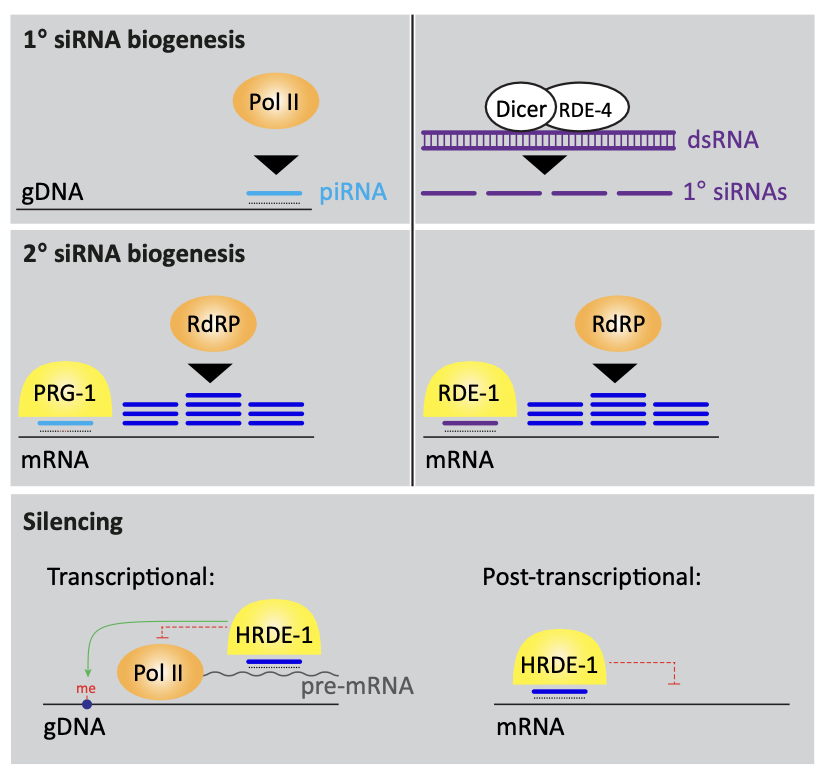 1° siRNA biogenesis
Pol II
gDNA
piRNA
Dicer
RDE-4
dsRNA
1° siRNAs
2° siRNA biogenesis
RdRP
PRG-1
mRNA
RdRP
RDE-1
mRNA
Silencing
Transcriptional:
HRDE-1
Pol II
me
pre-mRNA
gDNA
Post-transcriptional:
HRDE-1
mRNA